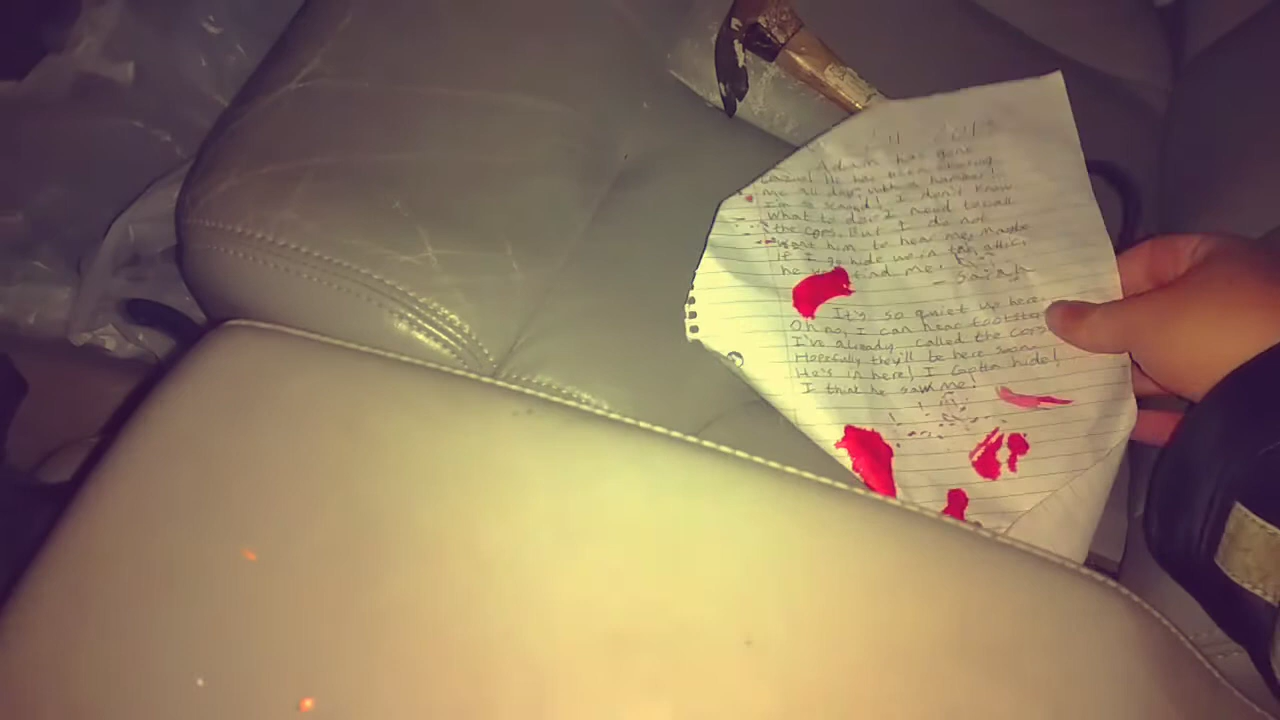 Adam has gone
crazy! He has been chasing
me all day with a hammer!
I'm so scared! I don't know
what to do. I need to call
the cops. But I do not
want him to hear me. Maybe
if I go hide in the attic,
he find me!
- Sarah
It's so quiet up here.
Oh no, I can hear footste
I've already called the cops
Hopefully they'll be here soon.
He's in here! I gotta hide!
I think he saw me!